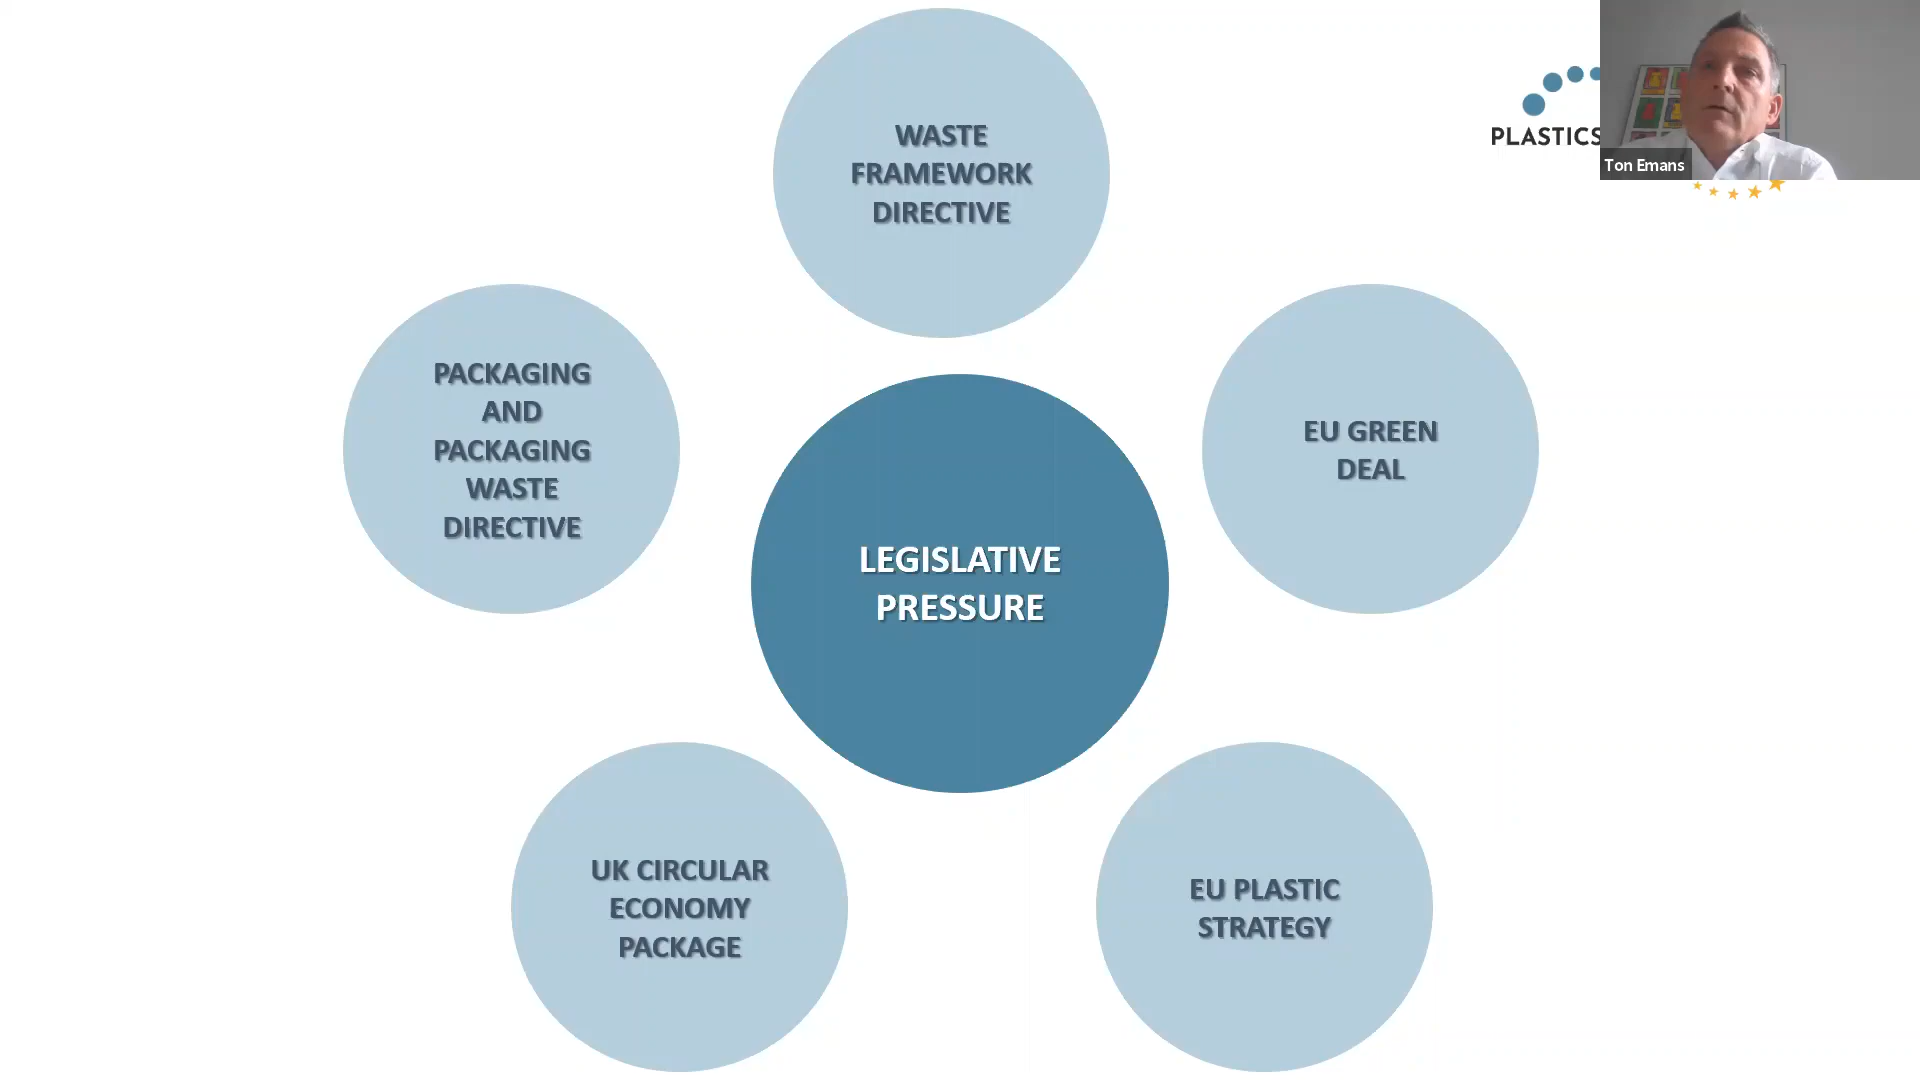 WASTE
FRAMEWORK
DIRECTIVE
PLASTICS
Ton Emans
PACKAGING
AND
PACKAGING
WASTE
DIRECTIVE
EU GREEN
DEAL
LEGISLATIVE
PRESSURE
UK CIRCULAR
ECONOMY
PACKAGE
EU PLASTIC
STRATEGY